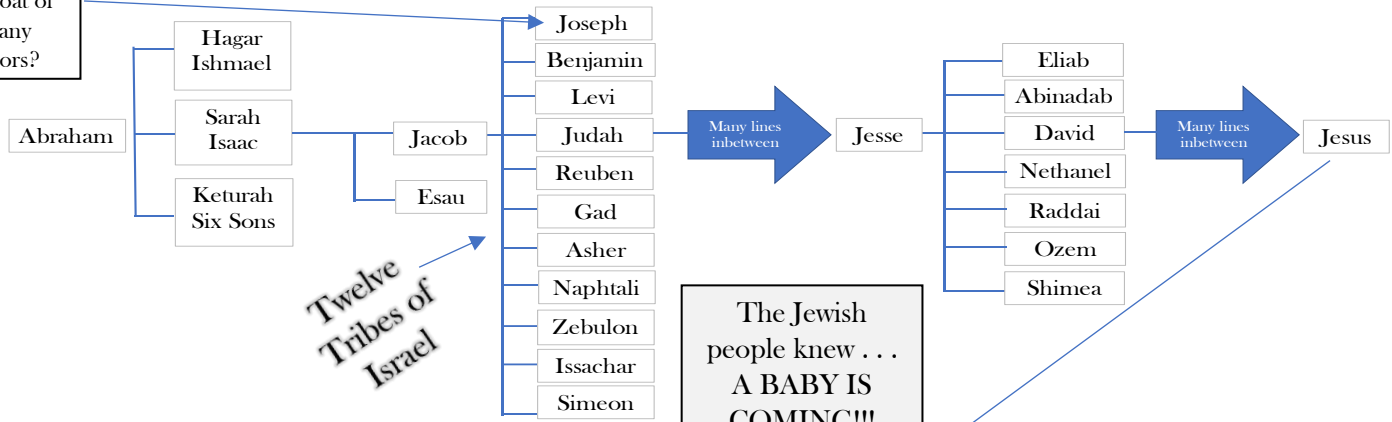 oat of
any
ors?
Abraham
Hagar
Ishmael
Sarah
Isaac
Keturah
Six Sons
Jacob
Esau
Twelve
Tribes of
Israel
Joseph
Benjamin
Levi
Judah
Reuben
Gad
Asher
Naphtali
Zebulon
Issachar
Simeon
Many lines
inbetween
Jesse
The Jewish
people knew . . .
A BABY IS
COMING!!!
Eliab
Abinadab
David
Nethanel
Raddai
Ozem
Shimea
Many lines
inbetween
Jesus